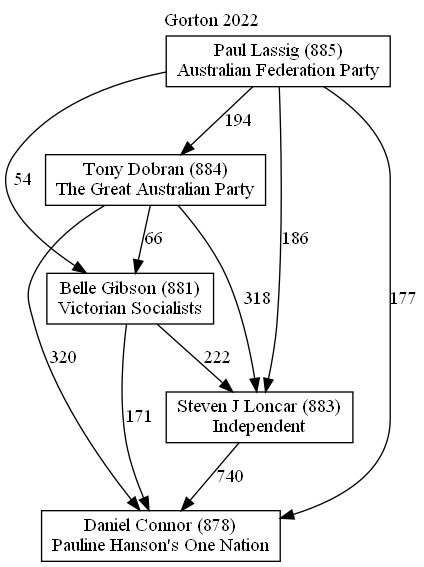 Gorton 2022
Paul Lassig (885)
Australian Federation Party
194
Tony Dobran (884)
The Great Australian Party
54
66
186
Belle Gibson (881)
Victorian Socialists
318
177
320
222
Steven J Loncar (883)
Independent
171
740
Daniel Connor (878)
Pauline Hanson's One Nation